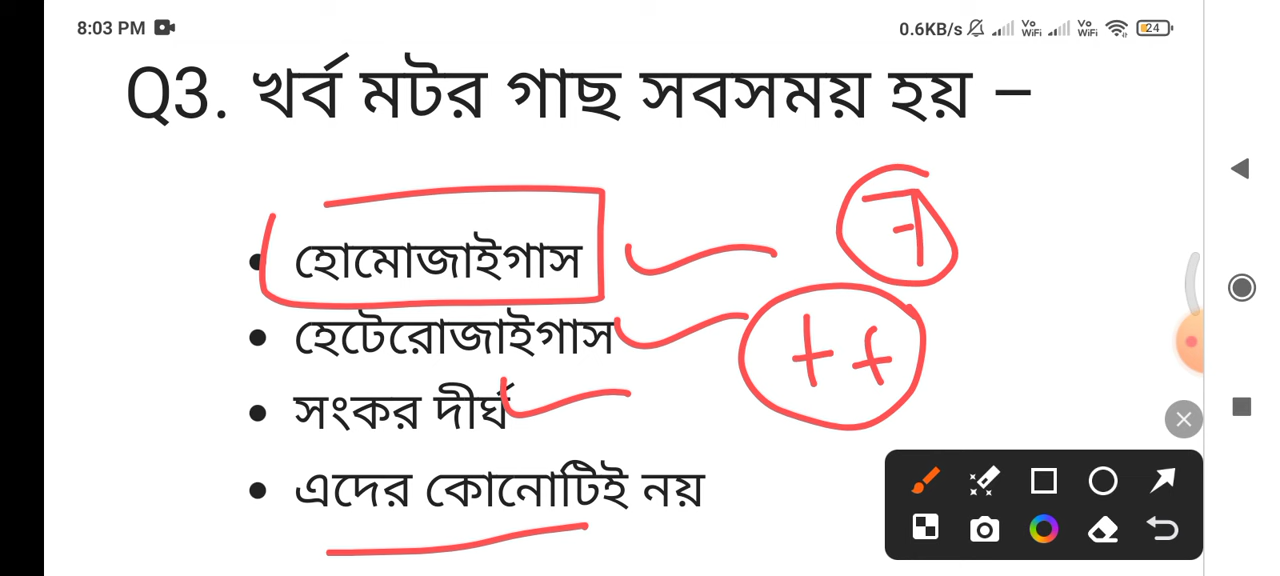 8:03 PM 0.6KB/s Vo WiFi Vo WiFi 24
Q3. খর্ব মটর গাছ সবসময় হয় –
• হোমোজাইগাস
• হেটেরোজাইগাস
t t
• সংকর দীর্ঘ
• এদের কোনোটিই নয়